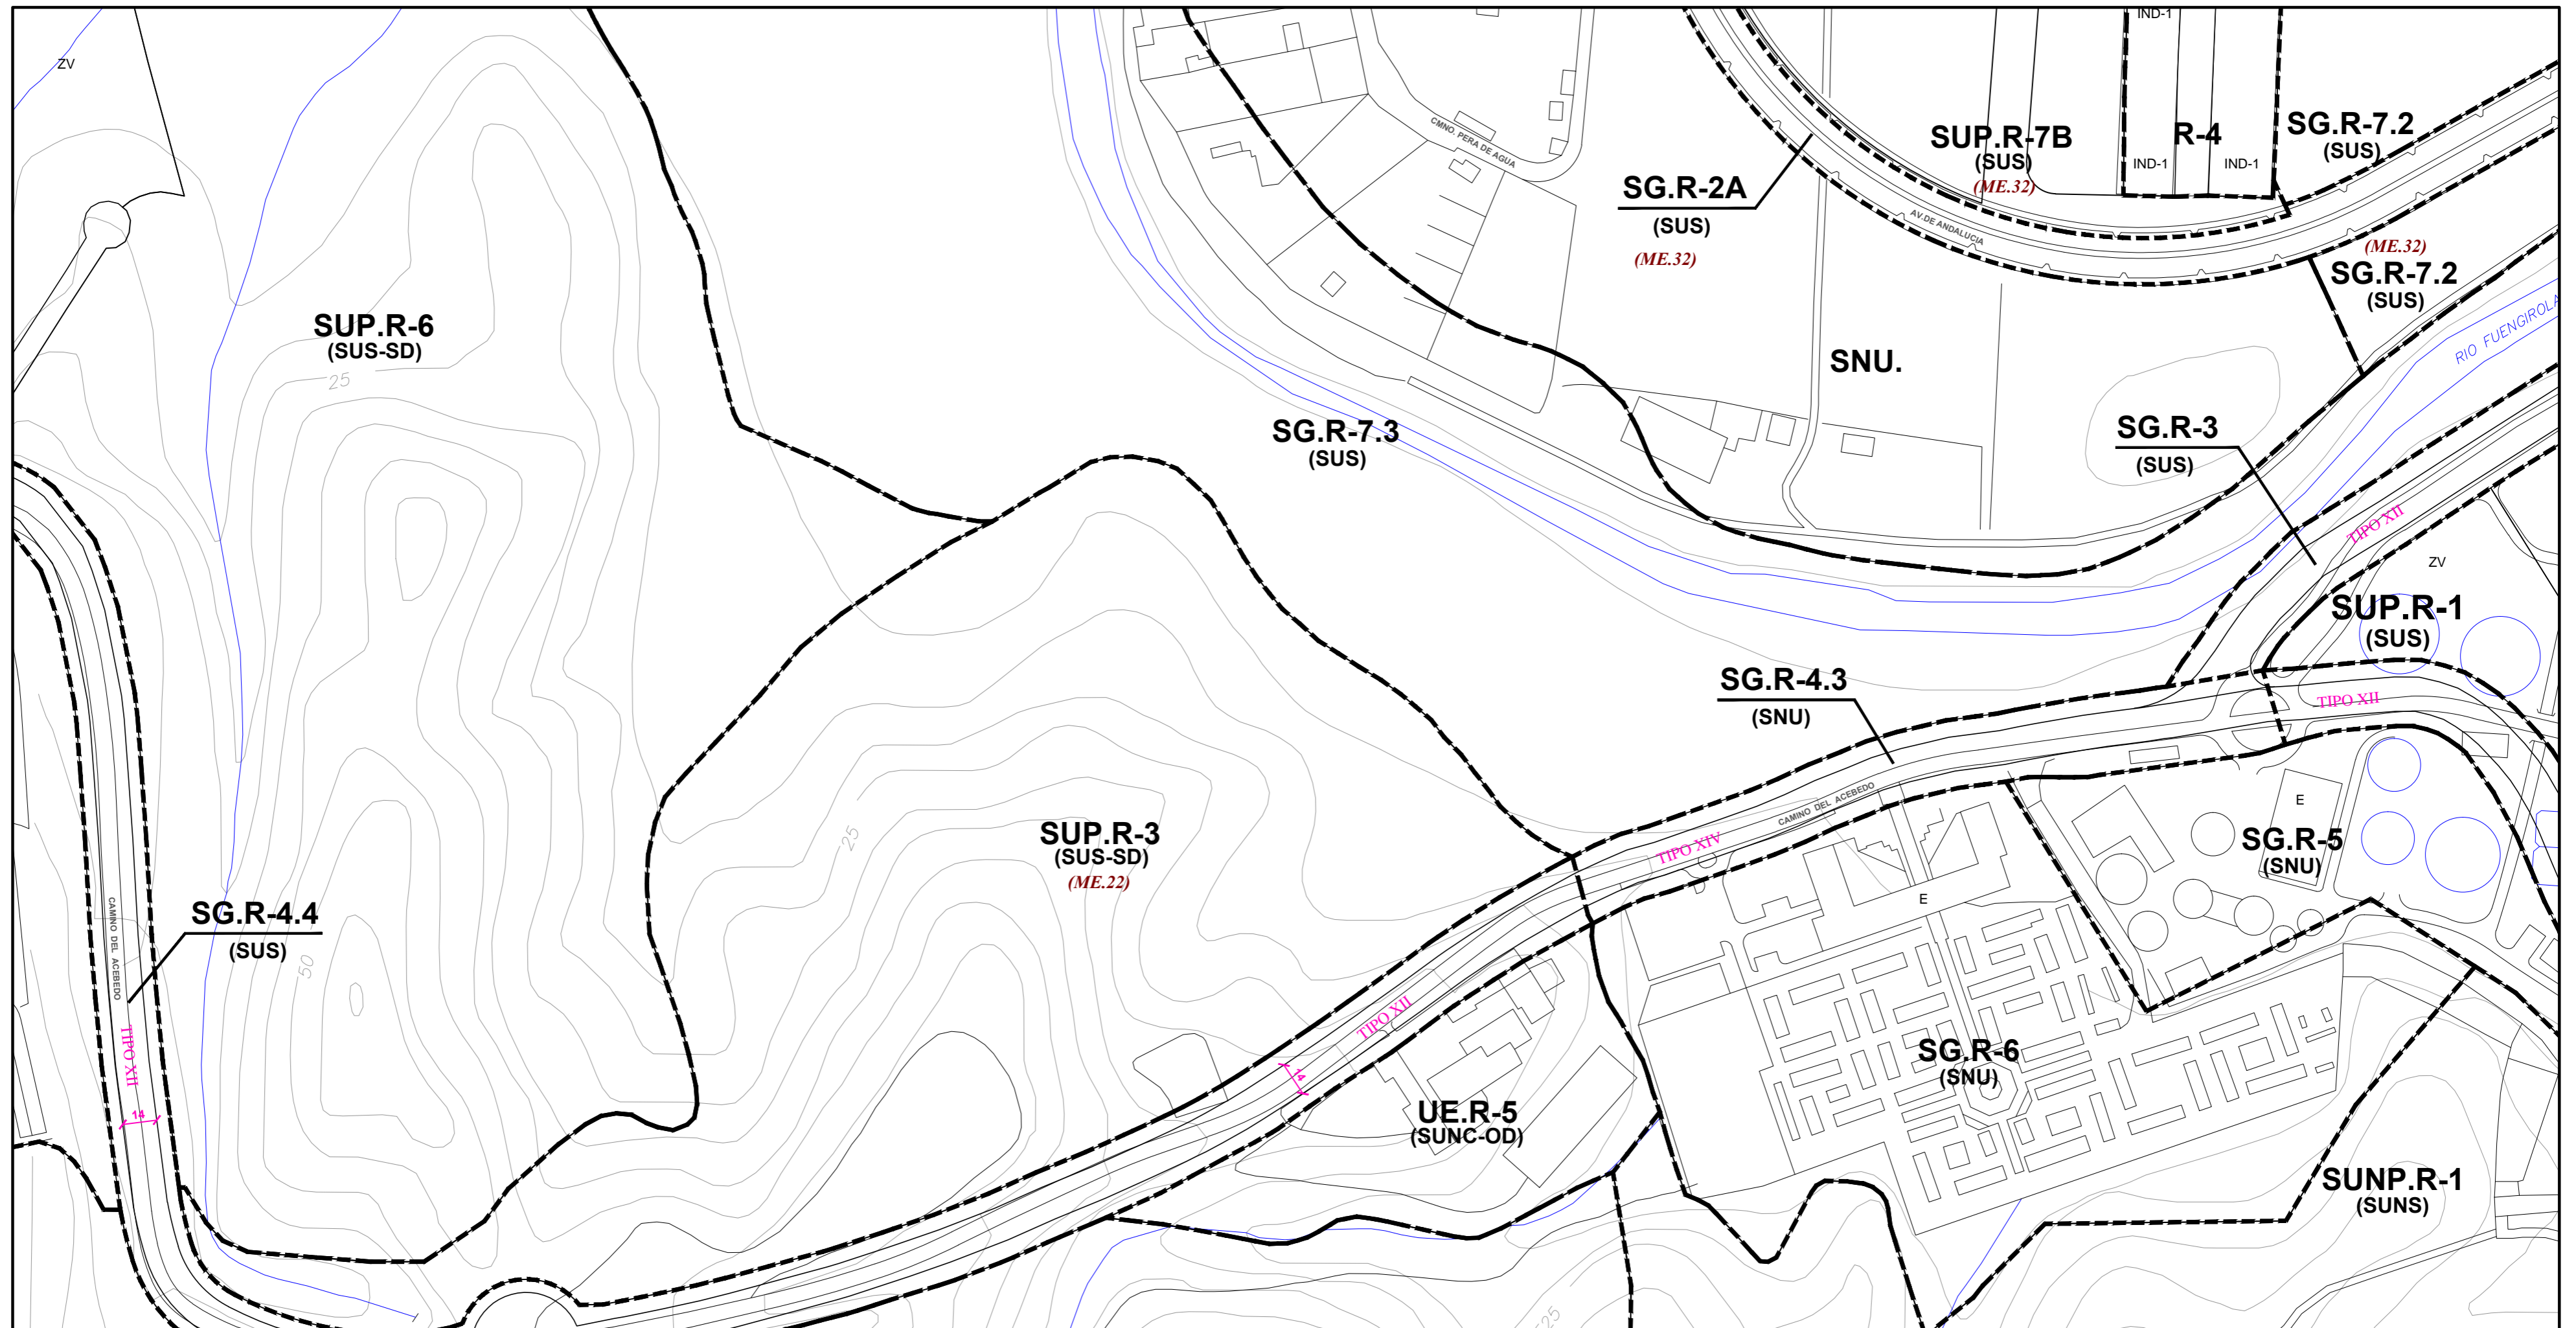 IND-1
ZV
SUP.R-7B
(SUS)
(ME.32)
R-4
IND-1
IND-1
SG.R-7.2
(SUS)
CMNO. PERA DE AGUA
SG.R-2A
(SUS)
(ME.32)
AV.DE ANDALUCIA
(ME.32)
SG.R-7.2
(SUS)
RIO FUENGIROLA
SUP.R-6
(SUS-SD)
25
SNU.
SG.R-7.3
(SUS)
SG.R-3
(SUS)
TIPO XII
ZV
SUP.R-1
(SUS)
SG.R-4.3
(SNU)
TIPO XII
CAMINO DEL ACEBEDO
TIPO XIV
E
SG.R-5
(SNU)
25
SUP.R-3
(SUS-SD)
(ME.22)
E
SG.R-4.4
(SUS)
CAMINO DEL ACEBEDO
50
TIPO XII
TIPO XII
14
14
SG.R-6
(SNU)
UE.R-5
(SUNC-OD)
SUNP.R-1
(SUNS)
25